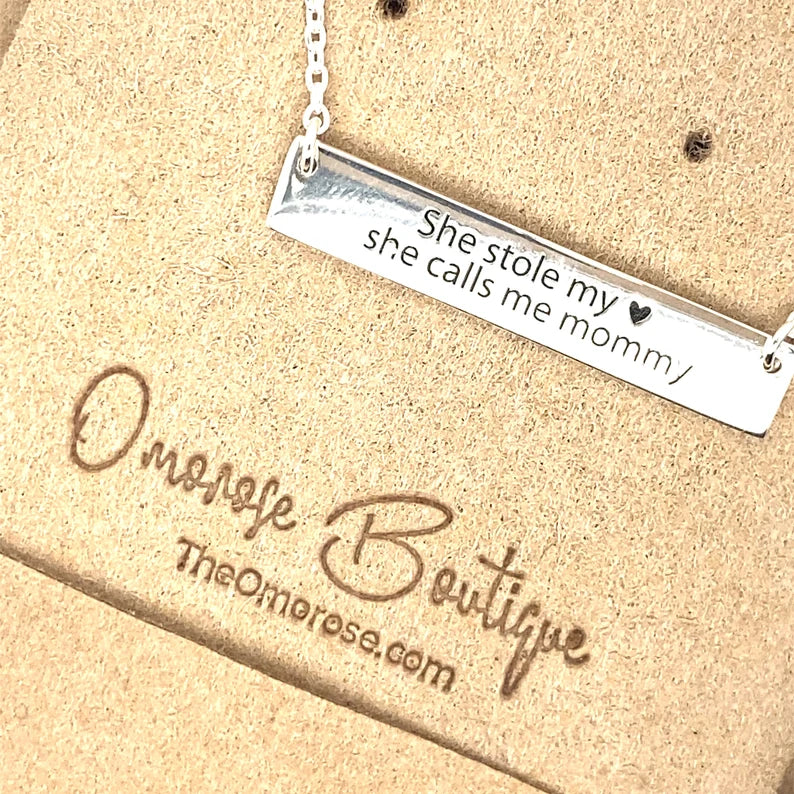 She stole my ♥
she calls me mommy
Omorose Boutique
TheOmorose.com